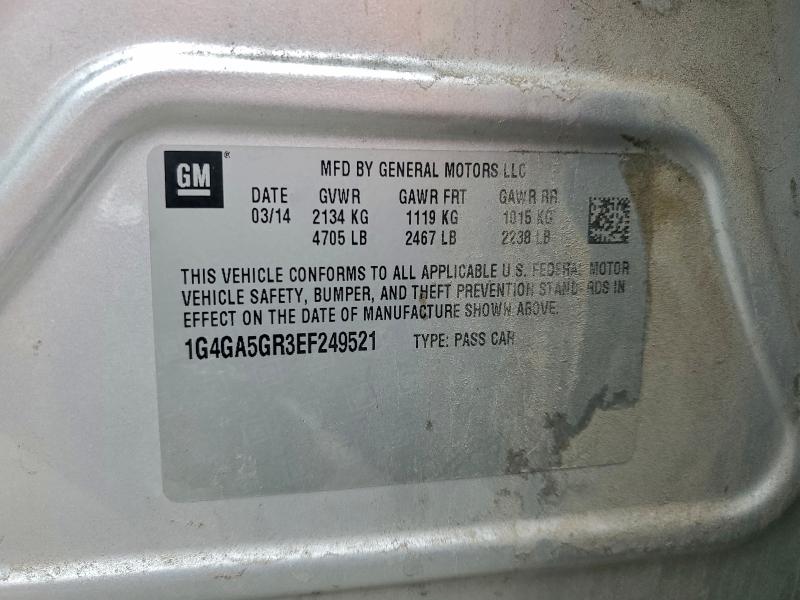 GM® MFD BY GENERAL MOTORS LLC
DATE GVWR GAWR FRT GAWR RR
03/14 2134 KG 1119 KG 1015 KG
4705 LB 2467 LB 2238 LB
THIS VEHICLE CONFORMS TO ALL APPLICABLE U.S. FEDERAL MOTOR
VEHICLE SAFETY, BUMPER, AND THEFT PREVENTION STANDARDS IN
EFFECT ON THE DATE OF MANUFACTURE SHOWN ABOVE.
1G4GA5GR3EF249521 TYPE: PASS CAR